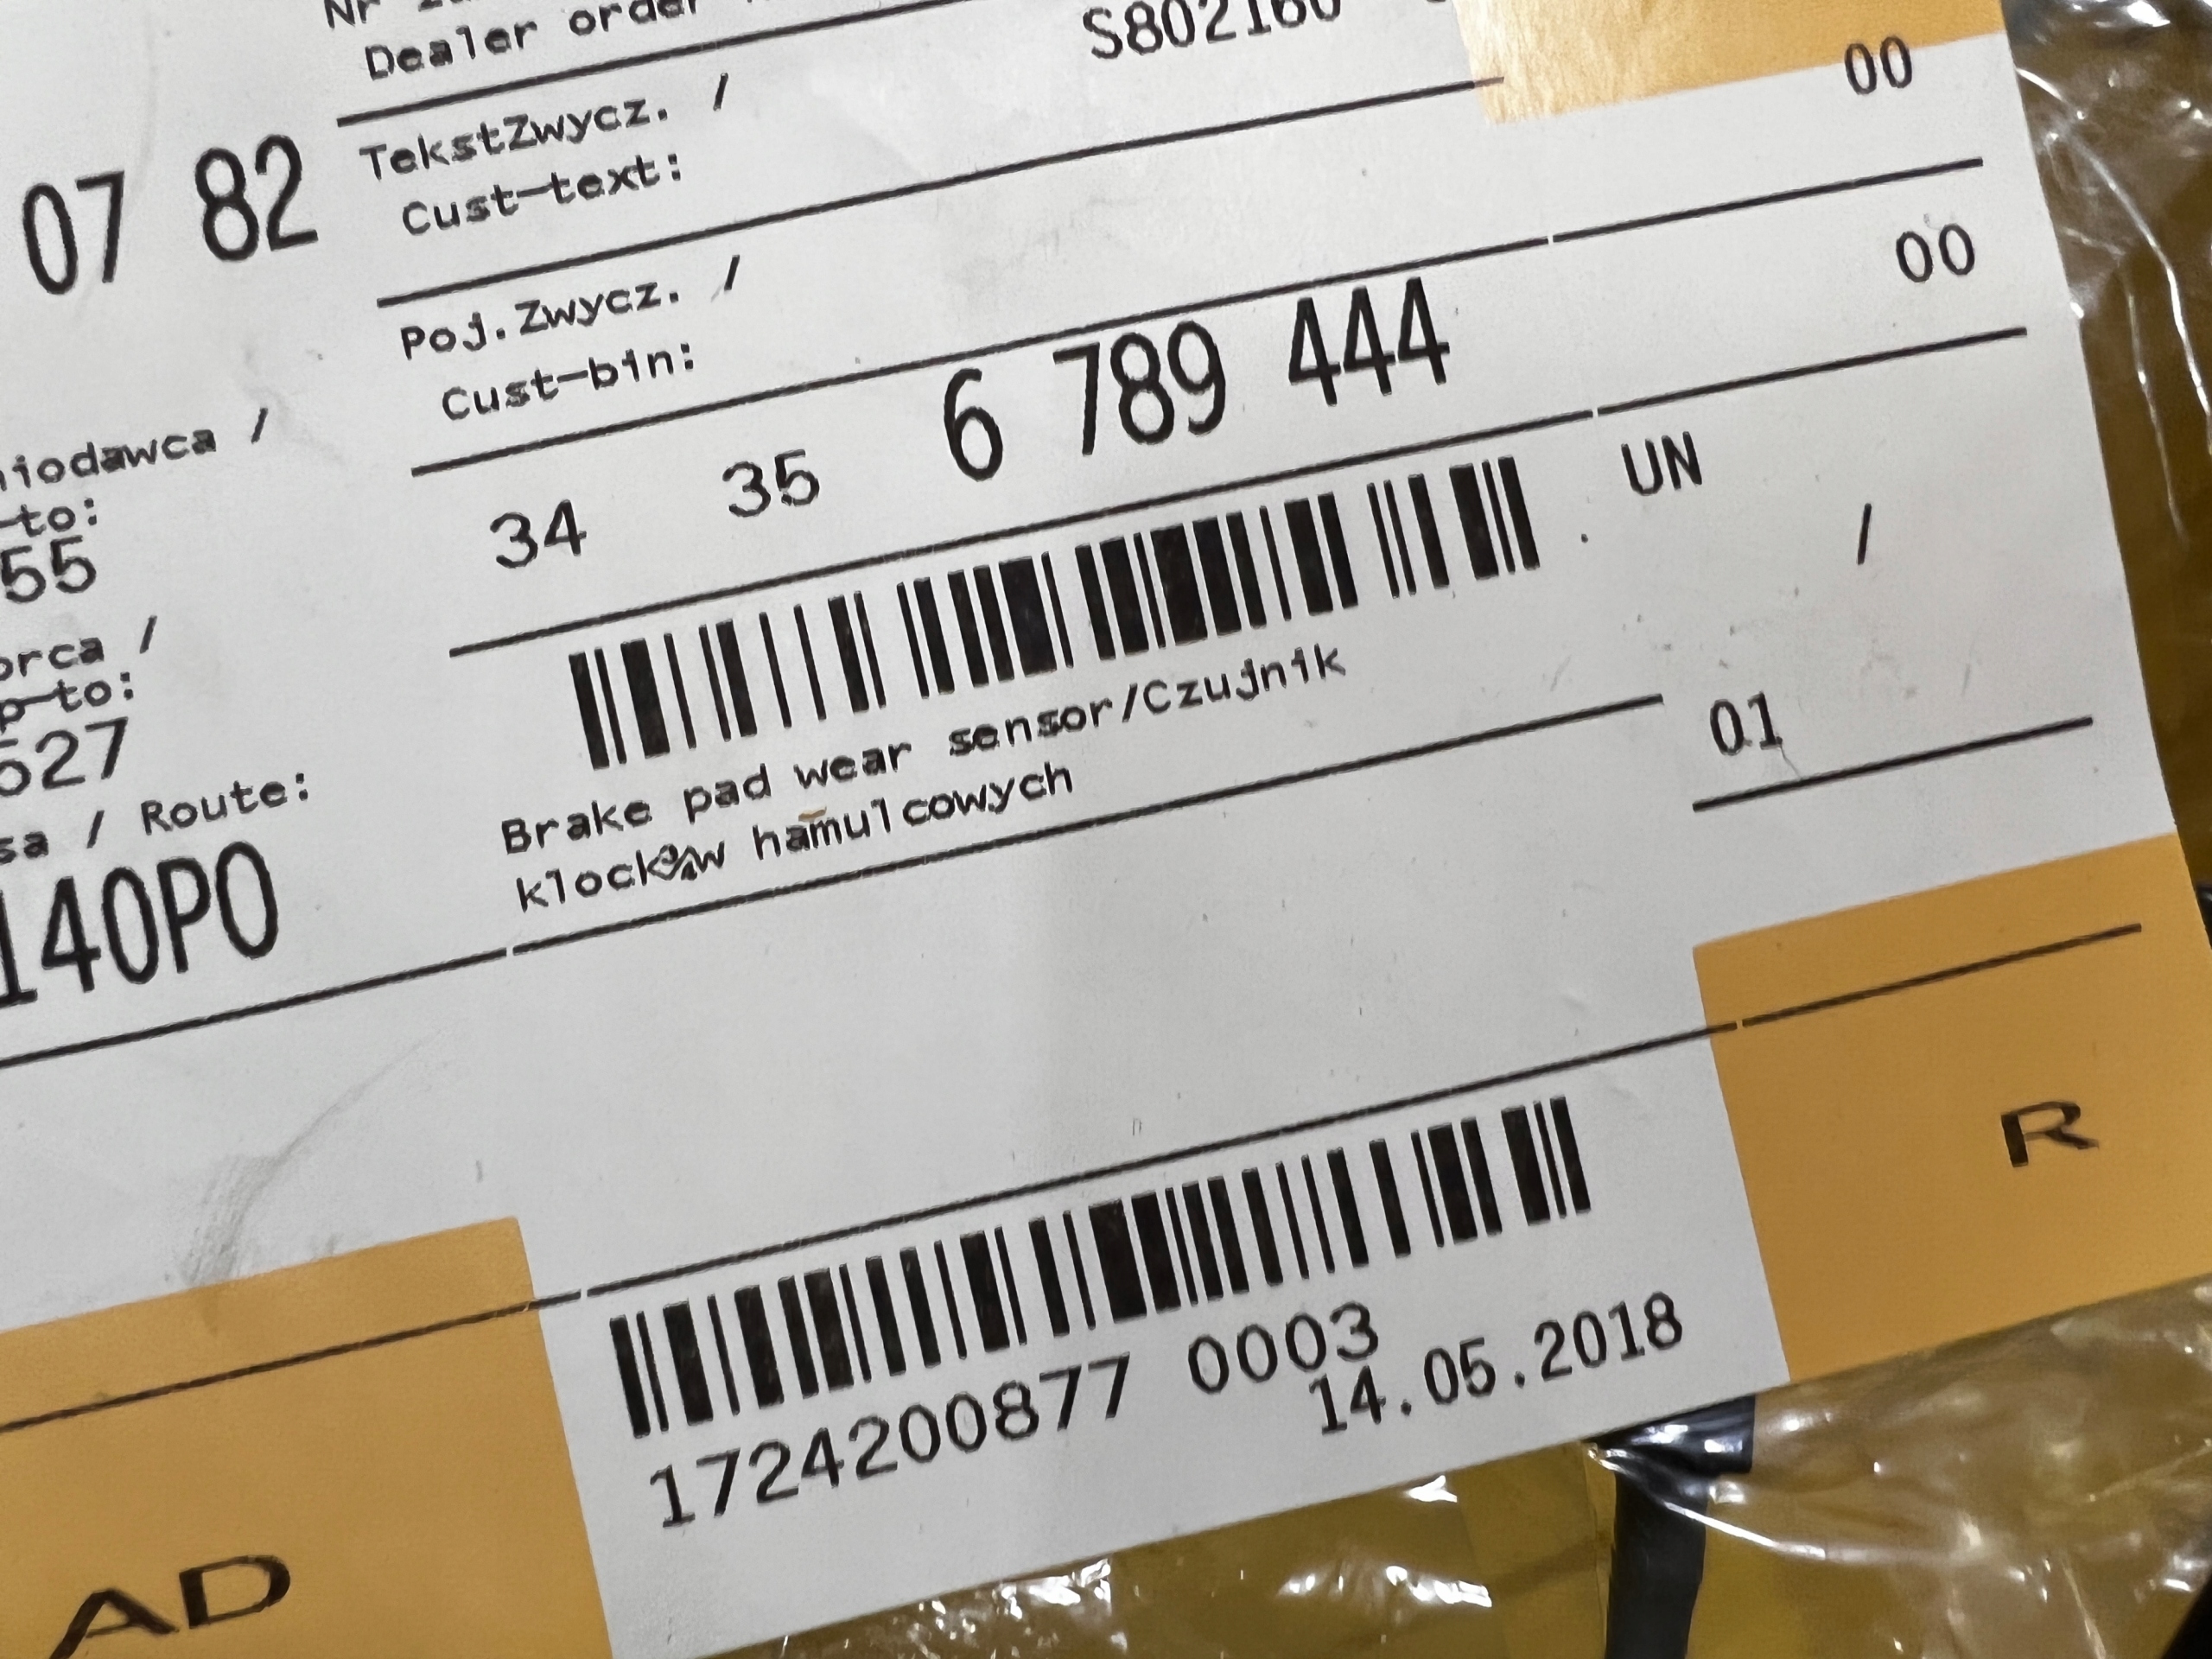 Nr
Dealer order
S802160
00
TekstZwycz. /
Cust-text:
07 82
00
Poj.Zwycz. /
Cust-bin:
34 35 6 789 444
UN
/
iodawca /
-to:
55
orca /
p-to:
527
sa / Route:
140PO
Brake pad wear sensor/Czujnik
hamulcowych
01
R
1724200877 0003
14.05.2018
AD